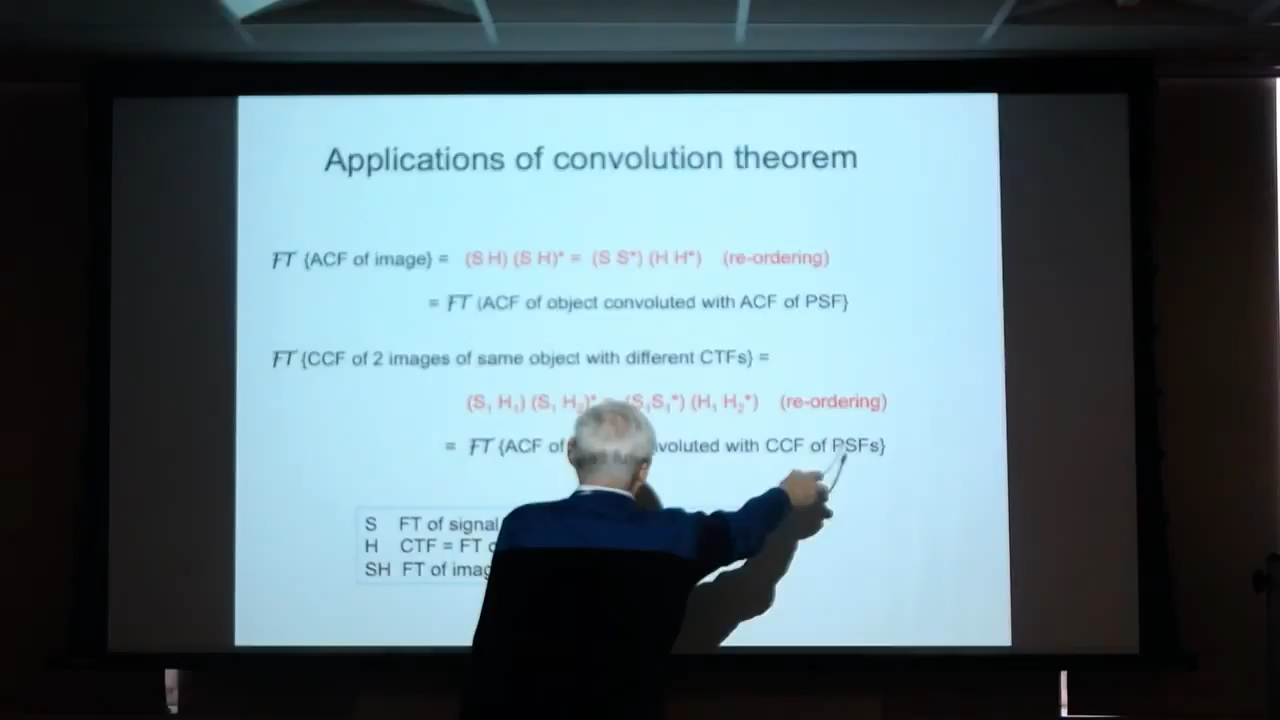 Applications of convolution theorem
FT {ACF of image} = (S H) (S H)* = (S S*) (H H*) (re-ordering)
= FT {ACF of object convoluted with ACF of PSF}
FT {CCF of 2 images of same object with different CTFs} =
(S₁ H₁) (S₁ H₂)* = (S₁S₁*) (H₁ H₂*) (re-ordering)
= FT {ACF of voluted with CCF of PSFs}
S FT of signal
H CTF = FT
SH FT of imag